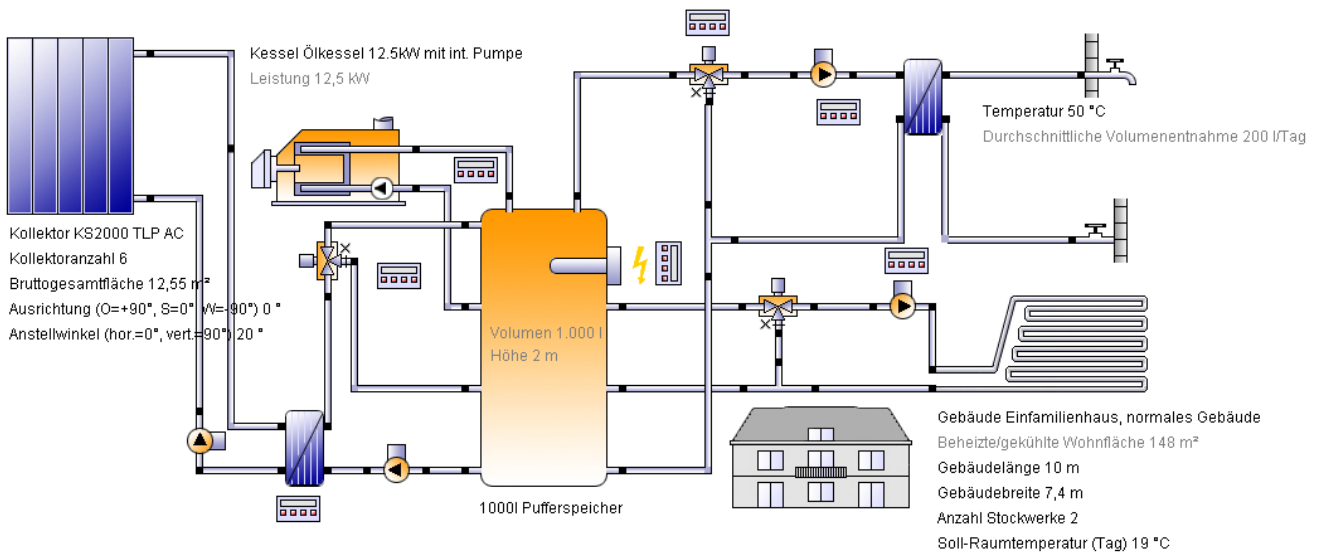 Kessel Ölkessel 12.5kW mit int. Pumpe
Leistung 12,5 kW
Temperatur 50 °C
Durchschnittliche Volumenentnahme 200 l/Tag
Kollektor KS2000 TLP AC
Kollektoranzahl 6
Bruttogesamtfläche 12,55 m²
Ausrichtung (O=+90°, S=0°, W=-90°) 0 °
Anstellwinkel (hor.=0°, vert.=90°) 20 °
Volumen 1.000 l
Höhe 2 m
1000l Pufferspeicher
Gebäude Einfamilienhaus, normales Gebäude
Beheizte/gekühlte Wohnfläche 148 m²
Gebäudelänge 10 m
Gebäudebreite 7,4 m
Anzahl Stockwerke 2
Soll-Raumtemperatur (Tag) 19 °C